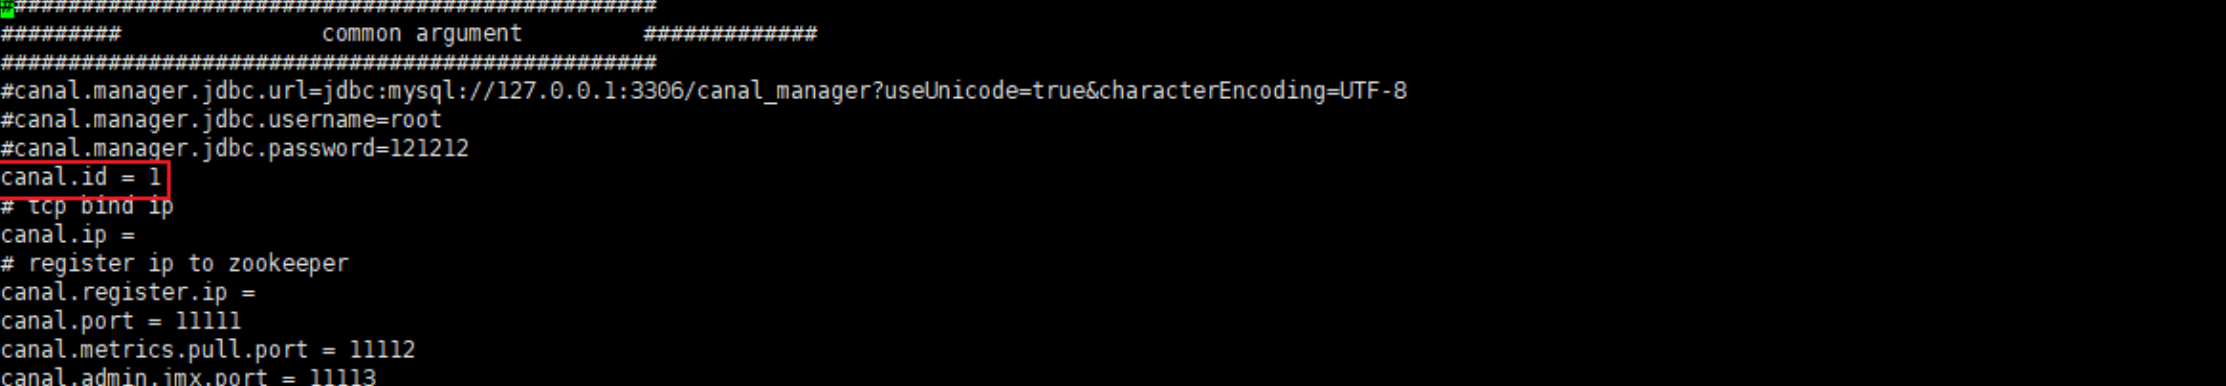 #################################################
#########               common argument         #############
#################################################
#canal.manager.jdbc.url=jdbc:mysql://127.0.0.1:3306/canal_manager?useUnicode=true&characterEncoding=UTF-8
#canal.manager.jdbc.username=root
#canal.manager.jdbc.password=121212
canal.id = 1
# tcp bind ip
canal.ip =
# register ip to zookeeper
canal.register.ip =
canal.port = 11111
canal.metrics.pull.port = 11112
canal.admin.jmx.port = 11113